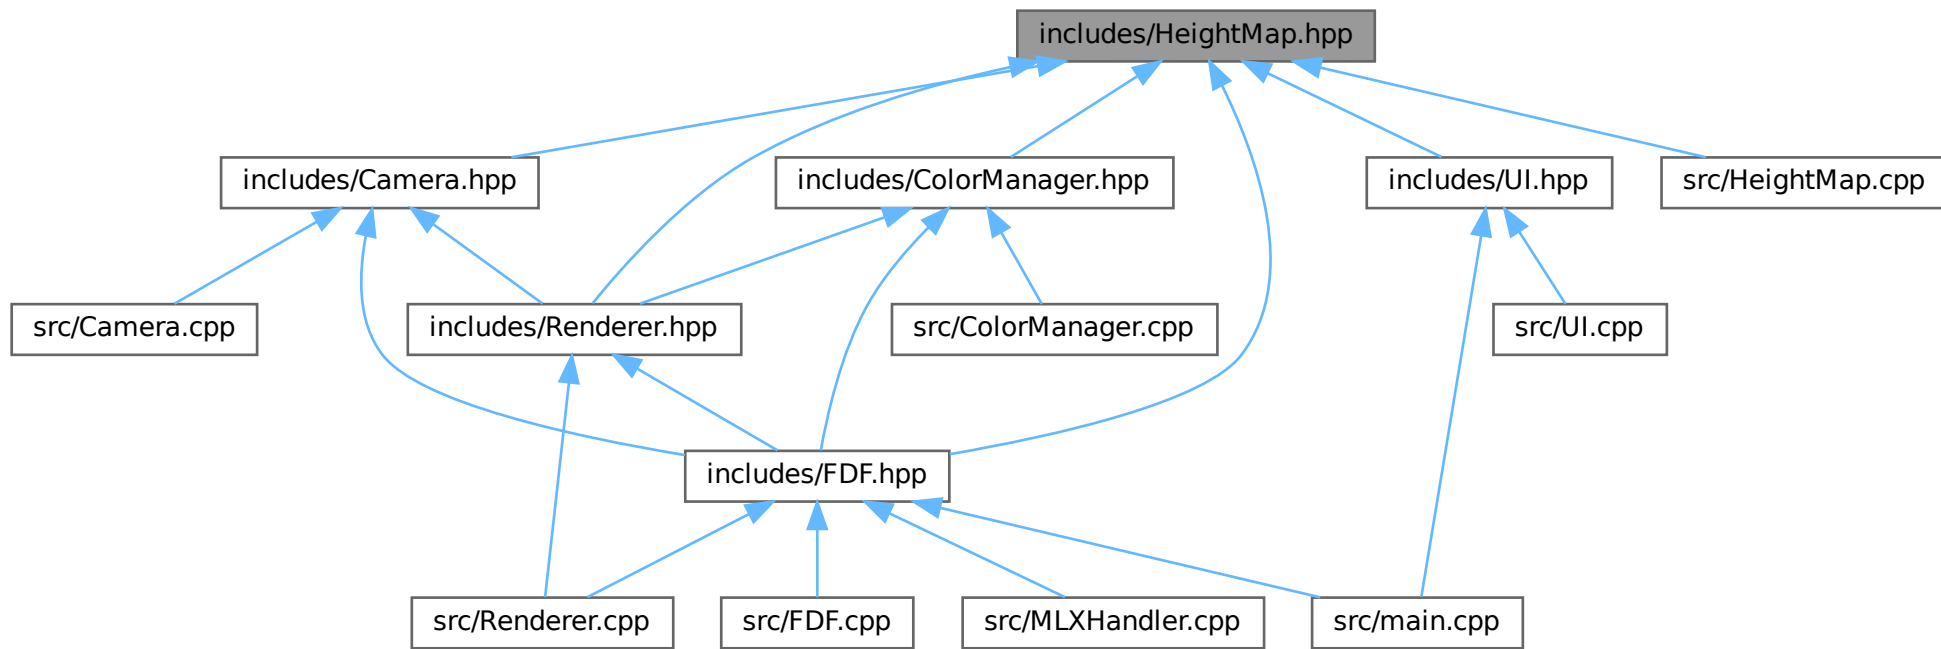 includes/HeightMap.hpp
includes/Camera.hpp
includes/ColorManager.hpp
includes/UI.hpp
src/HeightMap.cpp
src/Camera.cpp
includes/Renderer.hpp
src/ColorManager.cpp
src/UI.cpp
includes/FDF.hpp
src/Renderer.cpp
src/FDF.cpp
src/MLXHandler.cpp
src/main.cpp